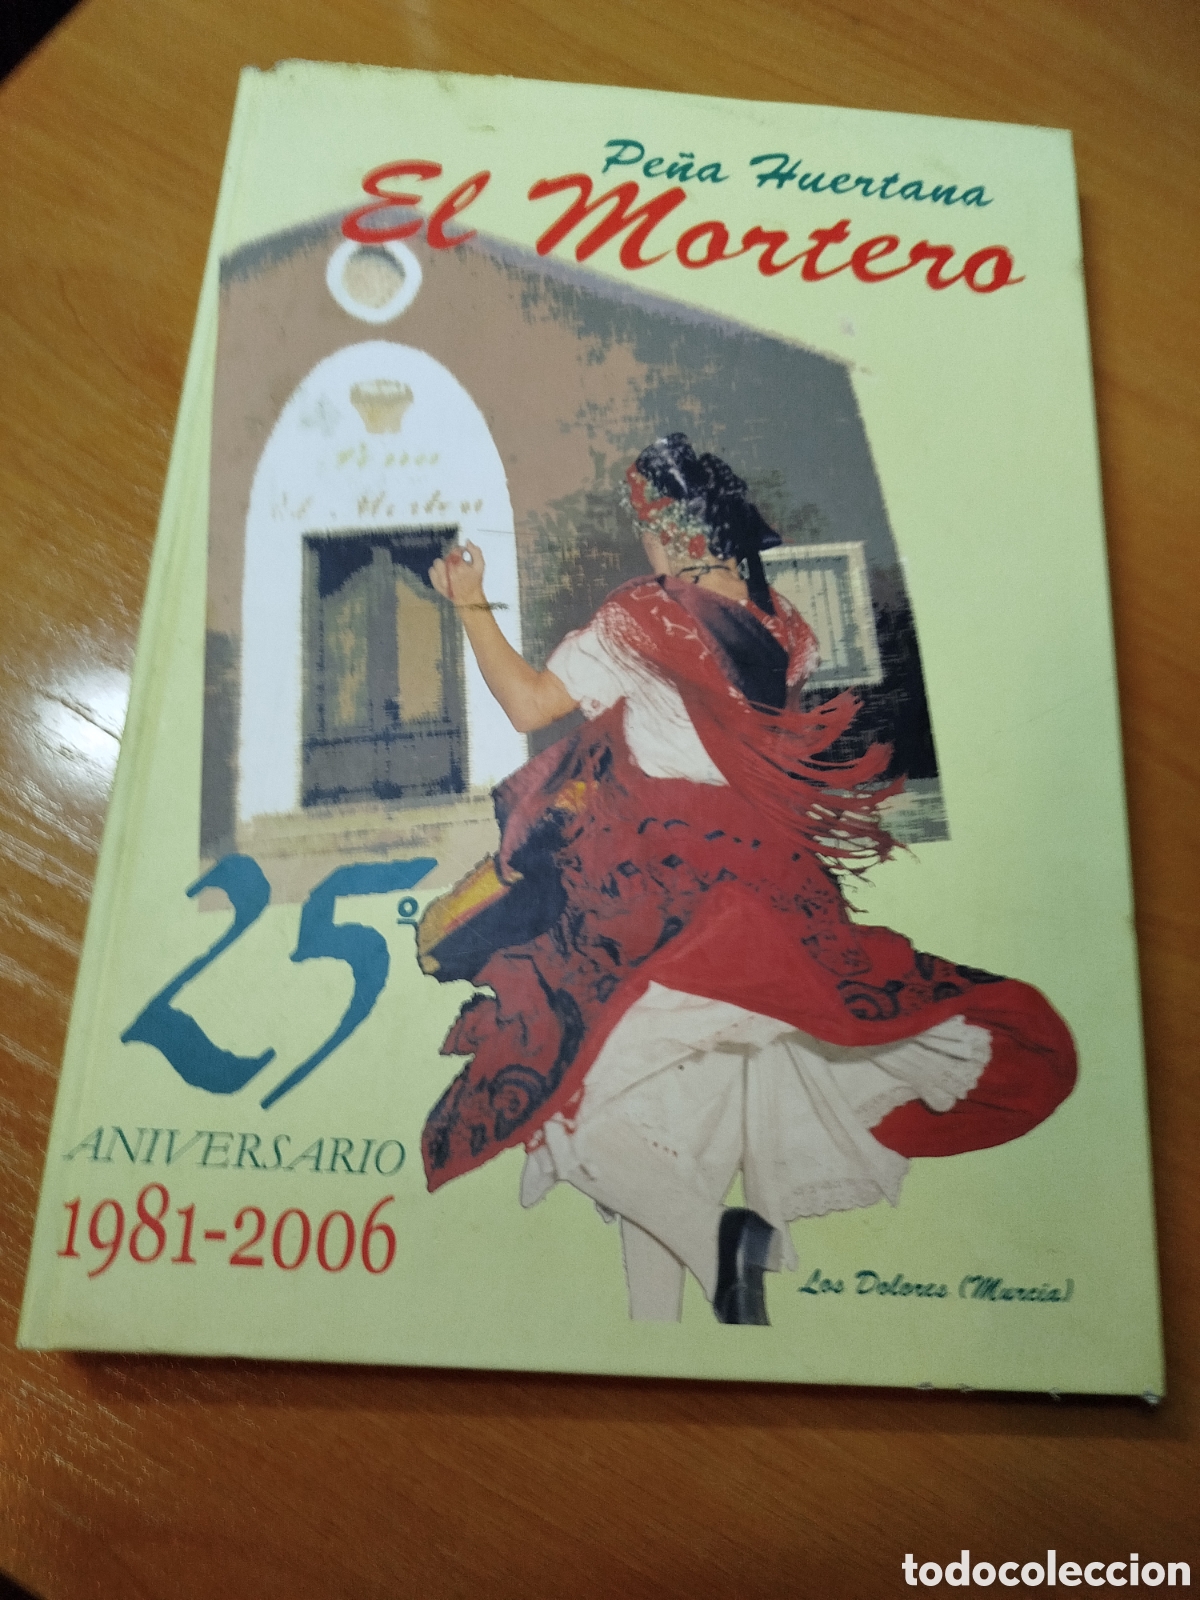 Peña Huertana
El Mortero
25º
ANIVERSARIO
1981-2006
Los Dolores (Murcia)
todocoleccion